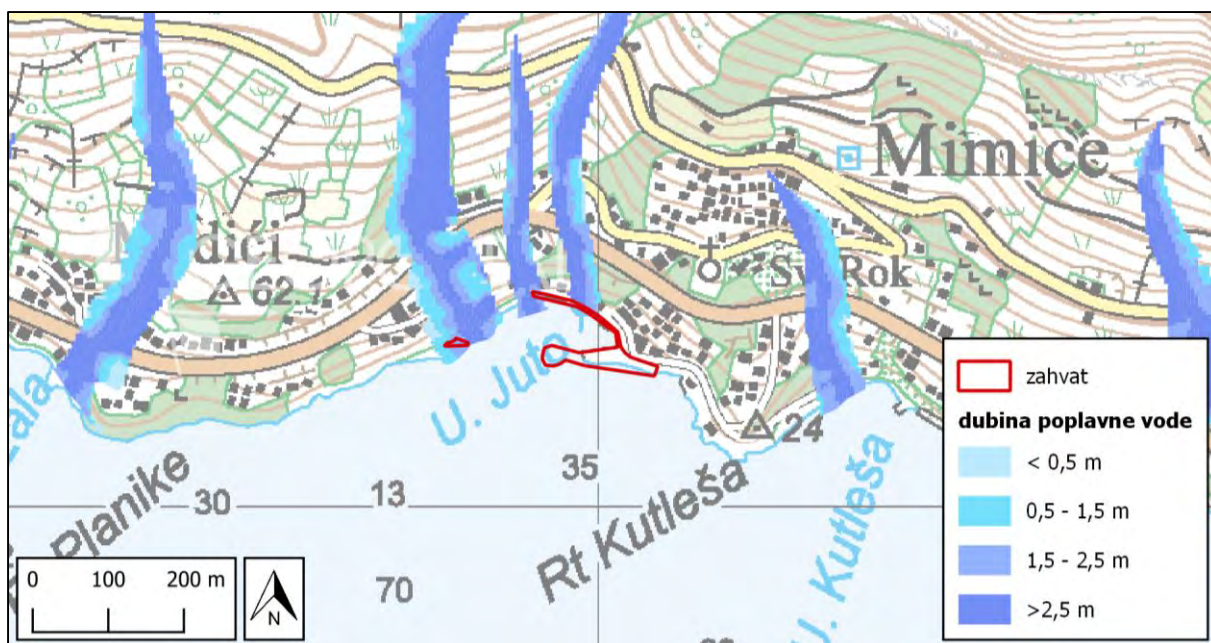 Mimice
62.1
Sv. Rok
U. Juto
24
35
13
30
70
Planike
Rt Kutleša
U. Kutleša
0 100 200 m
N
zahvat
dubina poplavne vode
< 0,5 m
0,5 - 1,5 m
1,5 - 2,5 m
>2,5 m